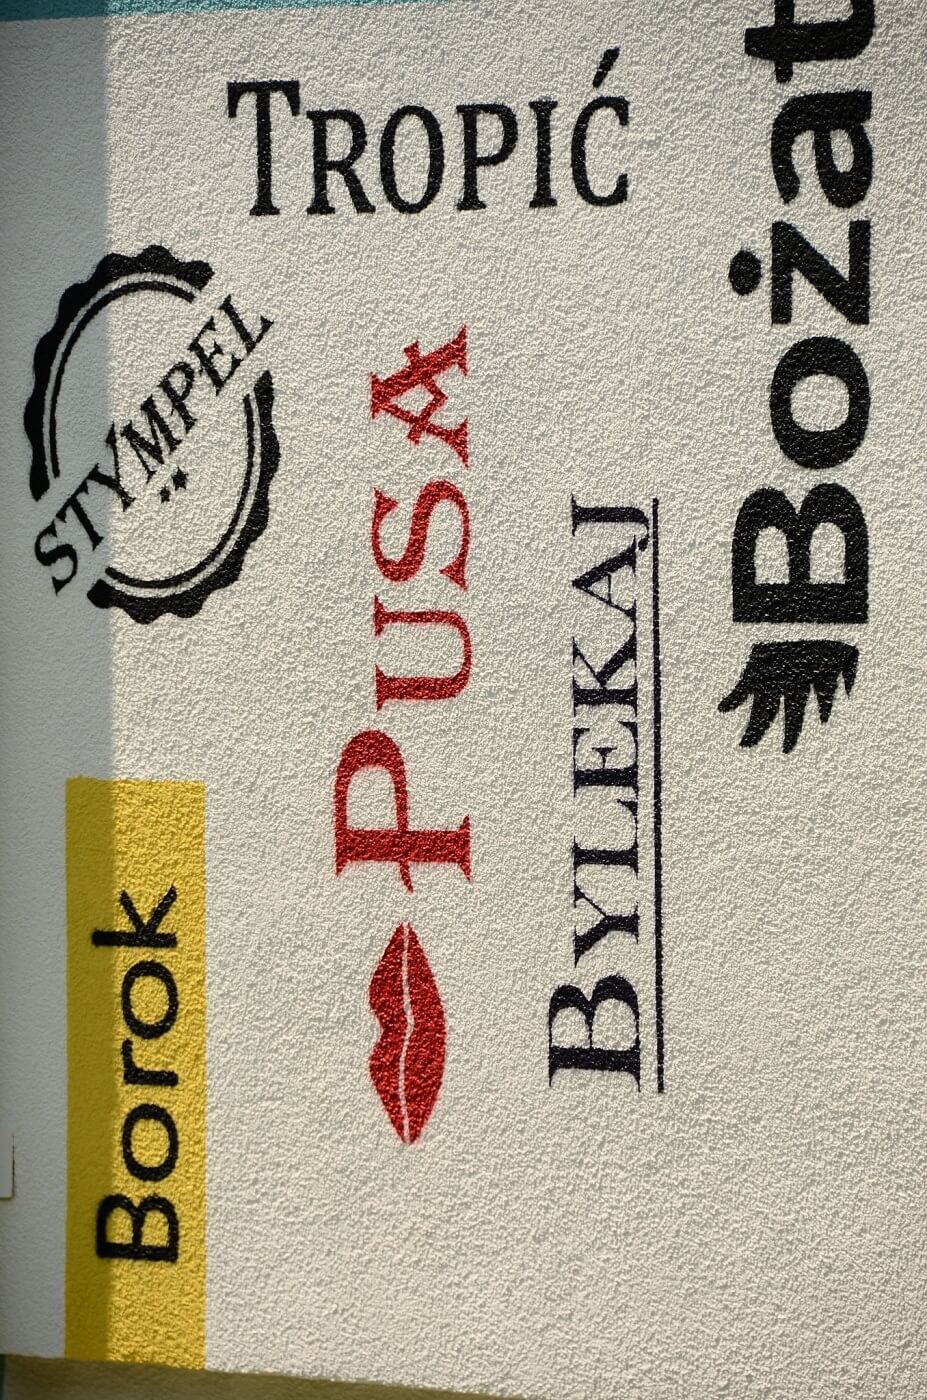 Tropić
STYMPEL
Pusa
Bylekaj
Bożat
Borok